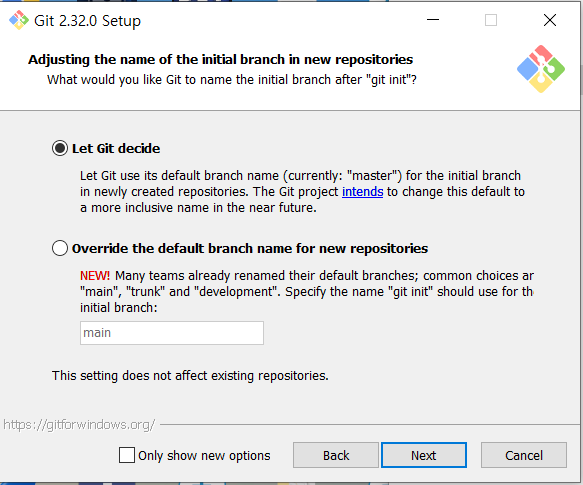 Git 2.32.0 Setup
Adjusting the name of the initial branch in new repositories
What would you like Git to name the initial branch after "git init"?
Let Git decide
Let Git use its default branch name (currently: "master") for the initial branch
in newly created repositories. The Git project intends to change this default to
a more inclusive name in the near future.
Override the default branch name for new repositories
NEW! Many teams already renamed their default branches; common choices ar
"main", "trunk" and "development". Specify the name "git init" should use for th
initial branch:
main
This setting does not affect existing repositories.
https://gitforwindows.org/
Only show new options
Back
Next
Cancel